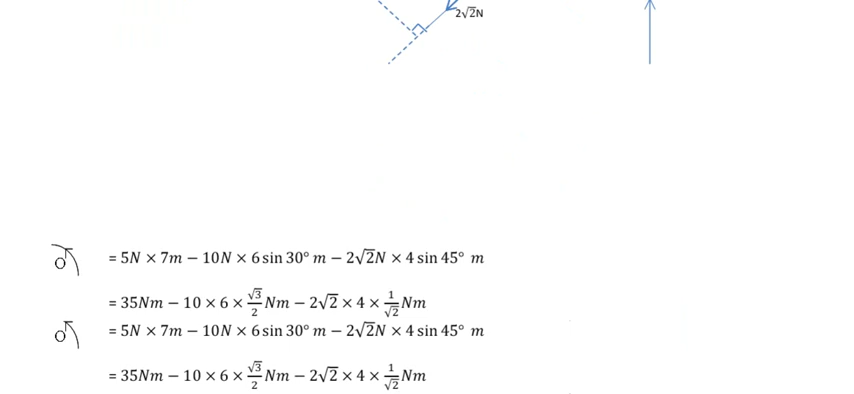 2√2N
O = 5N × 7m − 10N × 6 sin 30° m − 2√2N × 4 sin 45° m
= 35Nm − 10 × 6 × √3/2 Nm − 2√2 × 4 × 1/√2 Nm
O = 5N × 7m − 10N × 6 sin 30° m − 2√2N × 4 sin 45° m
= 35Nm − 10 × 6 × √3/2 Nm − 2√2 × 4 × 1/√2 Nm